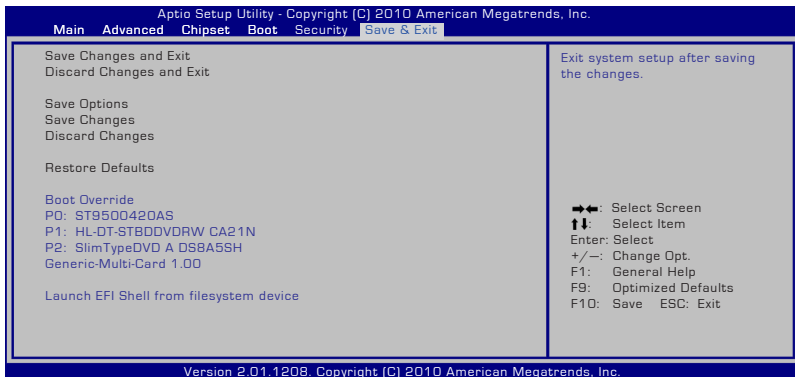 Aptio Setup Utility - Copyright (C) 2010 American Megatrends, Inc.
Main Advanced Chipset Boot Security Save & Exit
Save Changes and Exit
Discard Changes and Exit
Save Options
Save Changes
Discard Changes
Restore Defaults
Boot Override
P0: ST9500420AS
P1: HL-DT-STBDDVDRW CA21N
P2: SlimTypeDVD A DS8A5SH
Generic-Multi-Card 1.00
Launch EFI Shell from filesystem device
Exit system setup after saving
the changes.
→←: Select Screen
↑↓: Select Item
Enter: Select
+/—: Change Opt.
F1: General Help
F9: Optimized Defaults
F10: Save ESC: Exit
Version 2.01.1208. Copyright (C) 2010 American Megatrends, Inc.